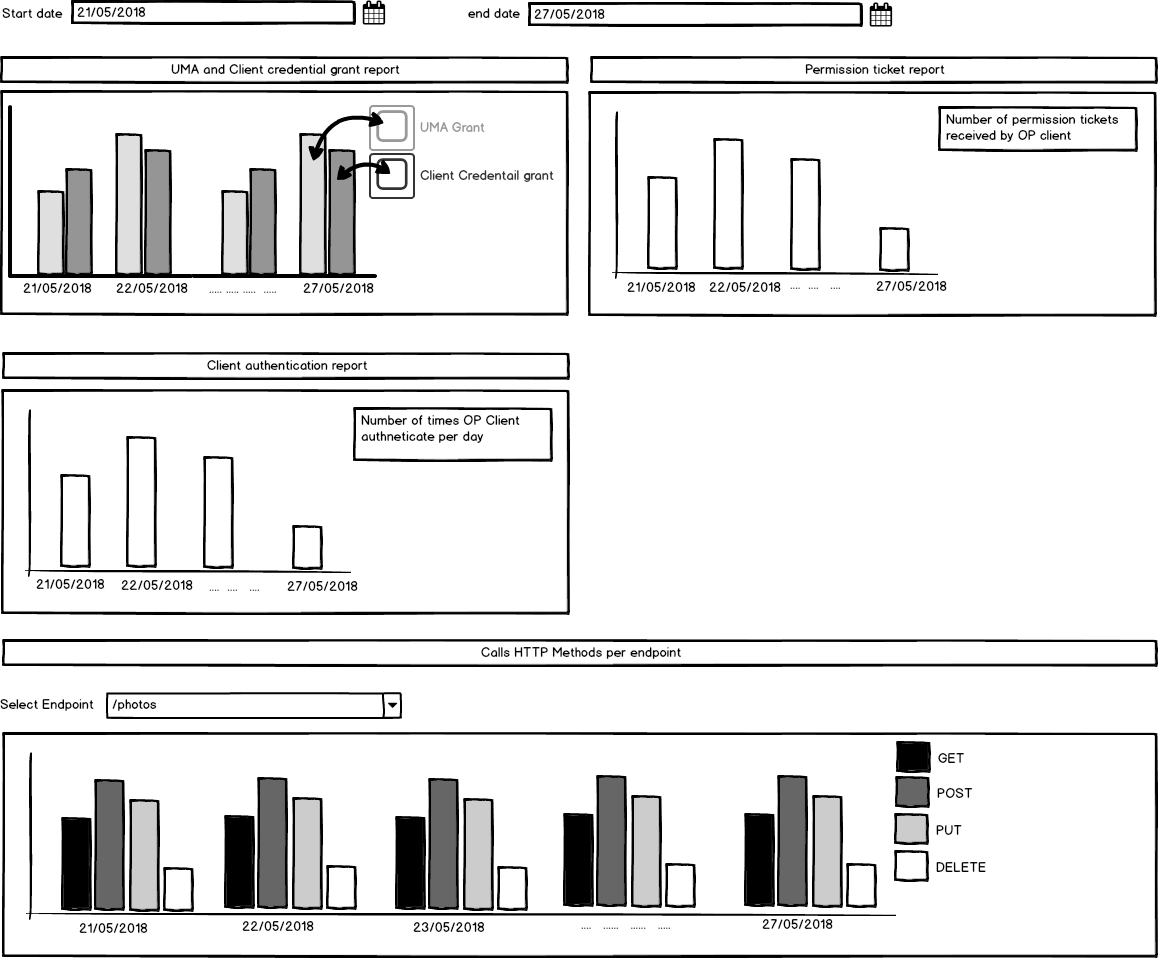 Start date 21/05/2018
end date 27/05/2018
UMA and Client credential grant report
UMA Grant
Client Credentail grant
21/05/2018 22/05/2018 ..... ..... ..... ..... 27/05/2018
Permission ticket report
Number of permission tickets
received by OP client
21/05/2018 22/05/2018 .... .... .... 27/05/2018
Client authentication report
Number of times OP Client
authneticate per day
21/05/2018 22/05/2018 .... .... .... 27/05/2018
Calls HTTP Methods per endpoint
Select Endpoint /photos
GET
POST
PUT
DELETE
21/05/2018 22/05/2018 23/05/2018 .... ...... ...... ..... 27/05/2018